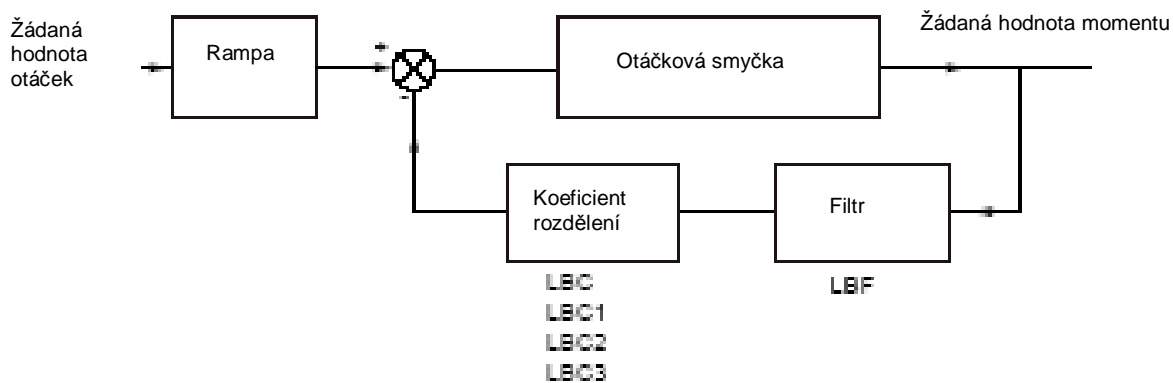 Žádaná
hodnota
otáček
Rampa
+
-
Otáčková smyčka
Žádaná hodnota momentu
Koeficient
rozdělení
Filtr
LBC
LBC1
LBC2
LBC3
LBF